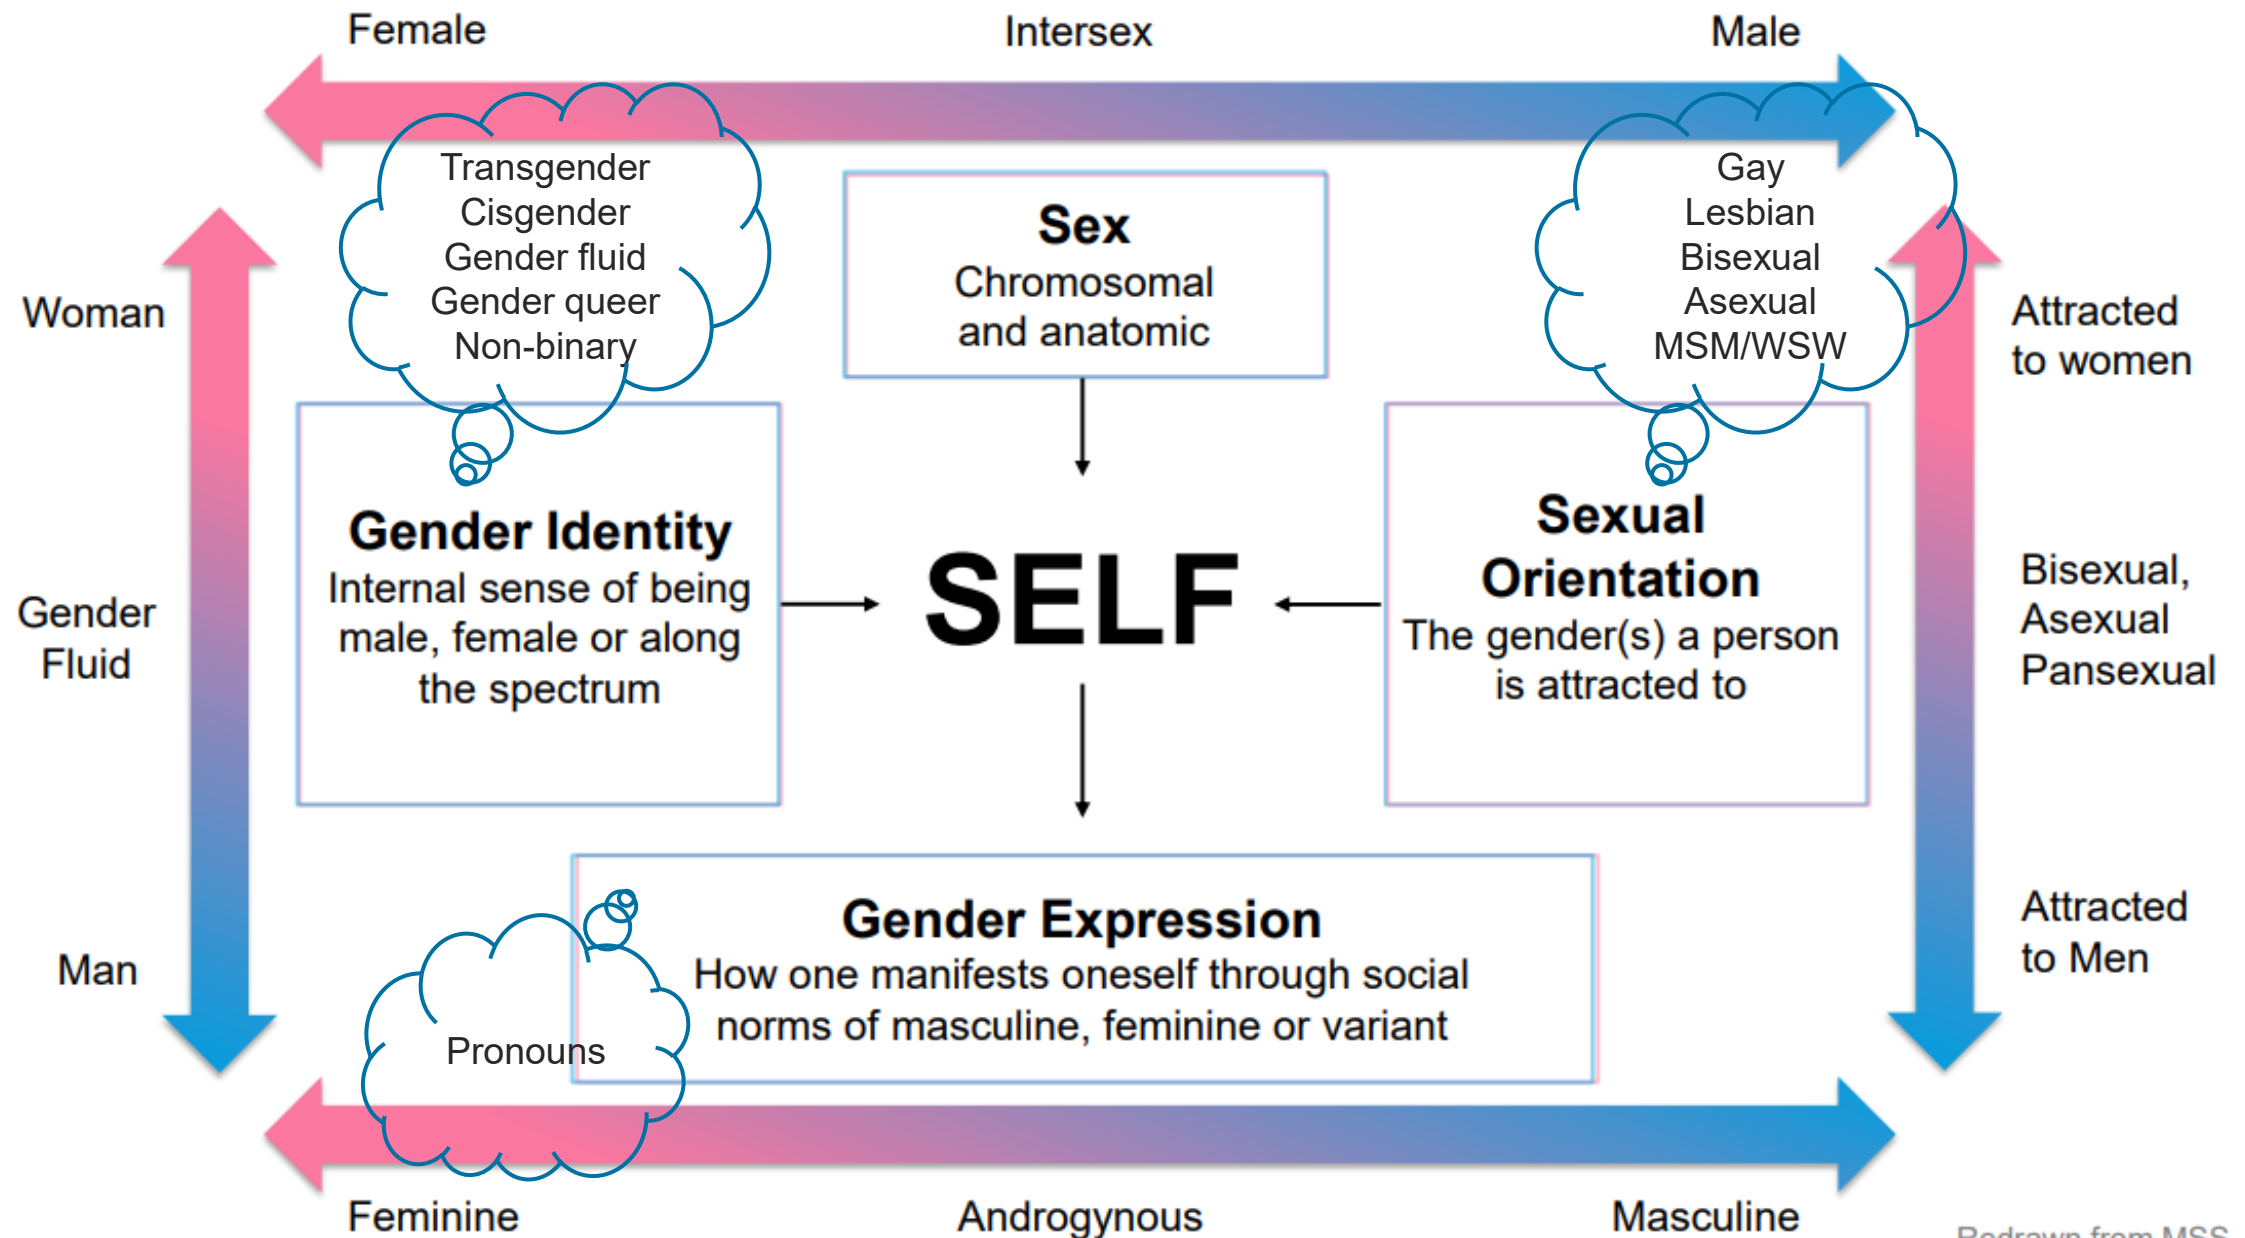 Female
Intersex
Male
Transgender
Cisgender
Gender fluid
Gender queer
Non-binary
Sex
Chromosomal
and anatomic
Gay
Lesbian
Bisexual
Asexual
MSM/WSW
Woman
Gender
Fluid
Man
Attracted
to women
Bisexual,
Asexual
Pansexual
Attracted
to Men
Gender Identity
Internal sense of being
male, female or along
the spectrum
SELF
Sexual
Orientation
The gender(s) a person
is attracted to
Gender Expression
How one manifests oneself through social
norms of masculine, feminine or variant
Pronouns
Feminine
Androgynous
Masculine
Redrawn from MSS